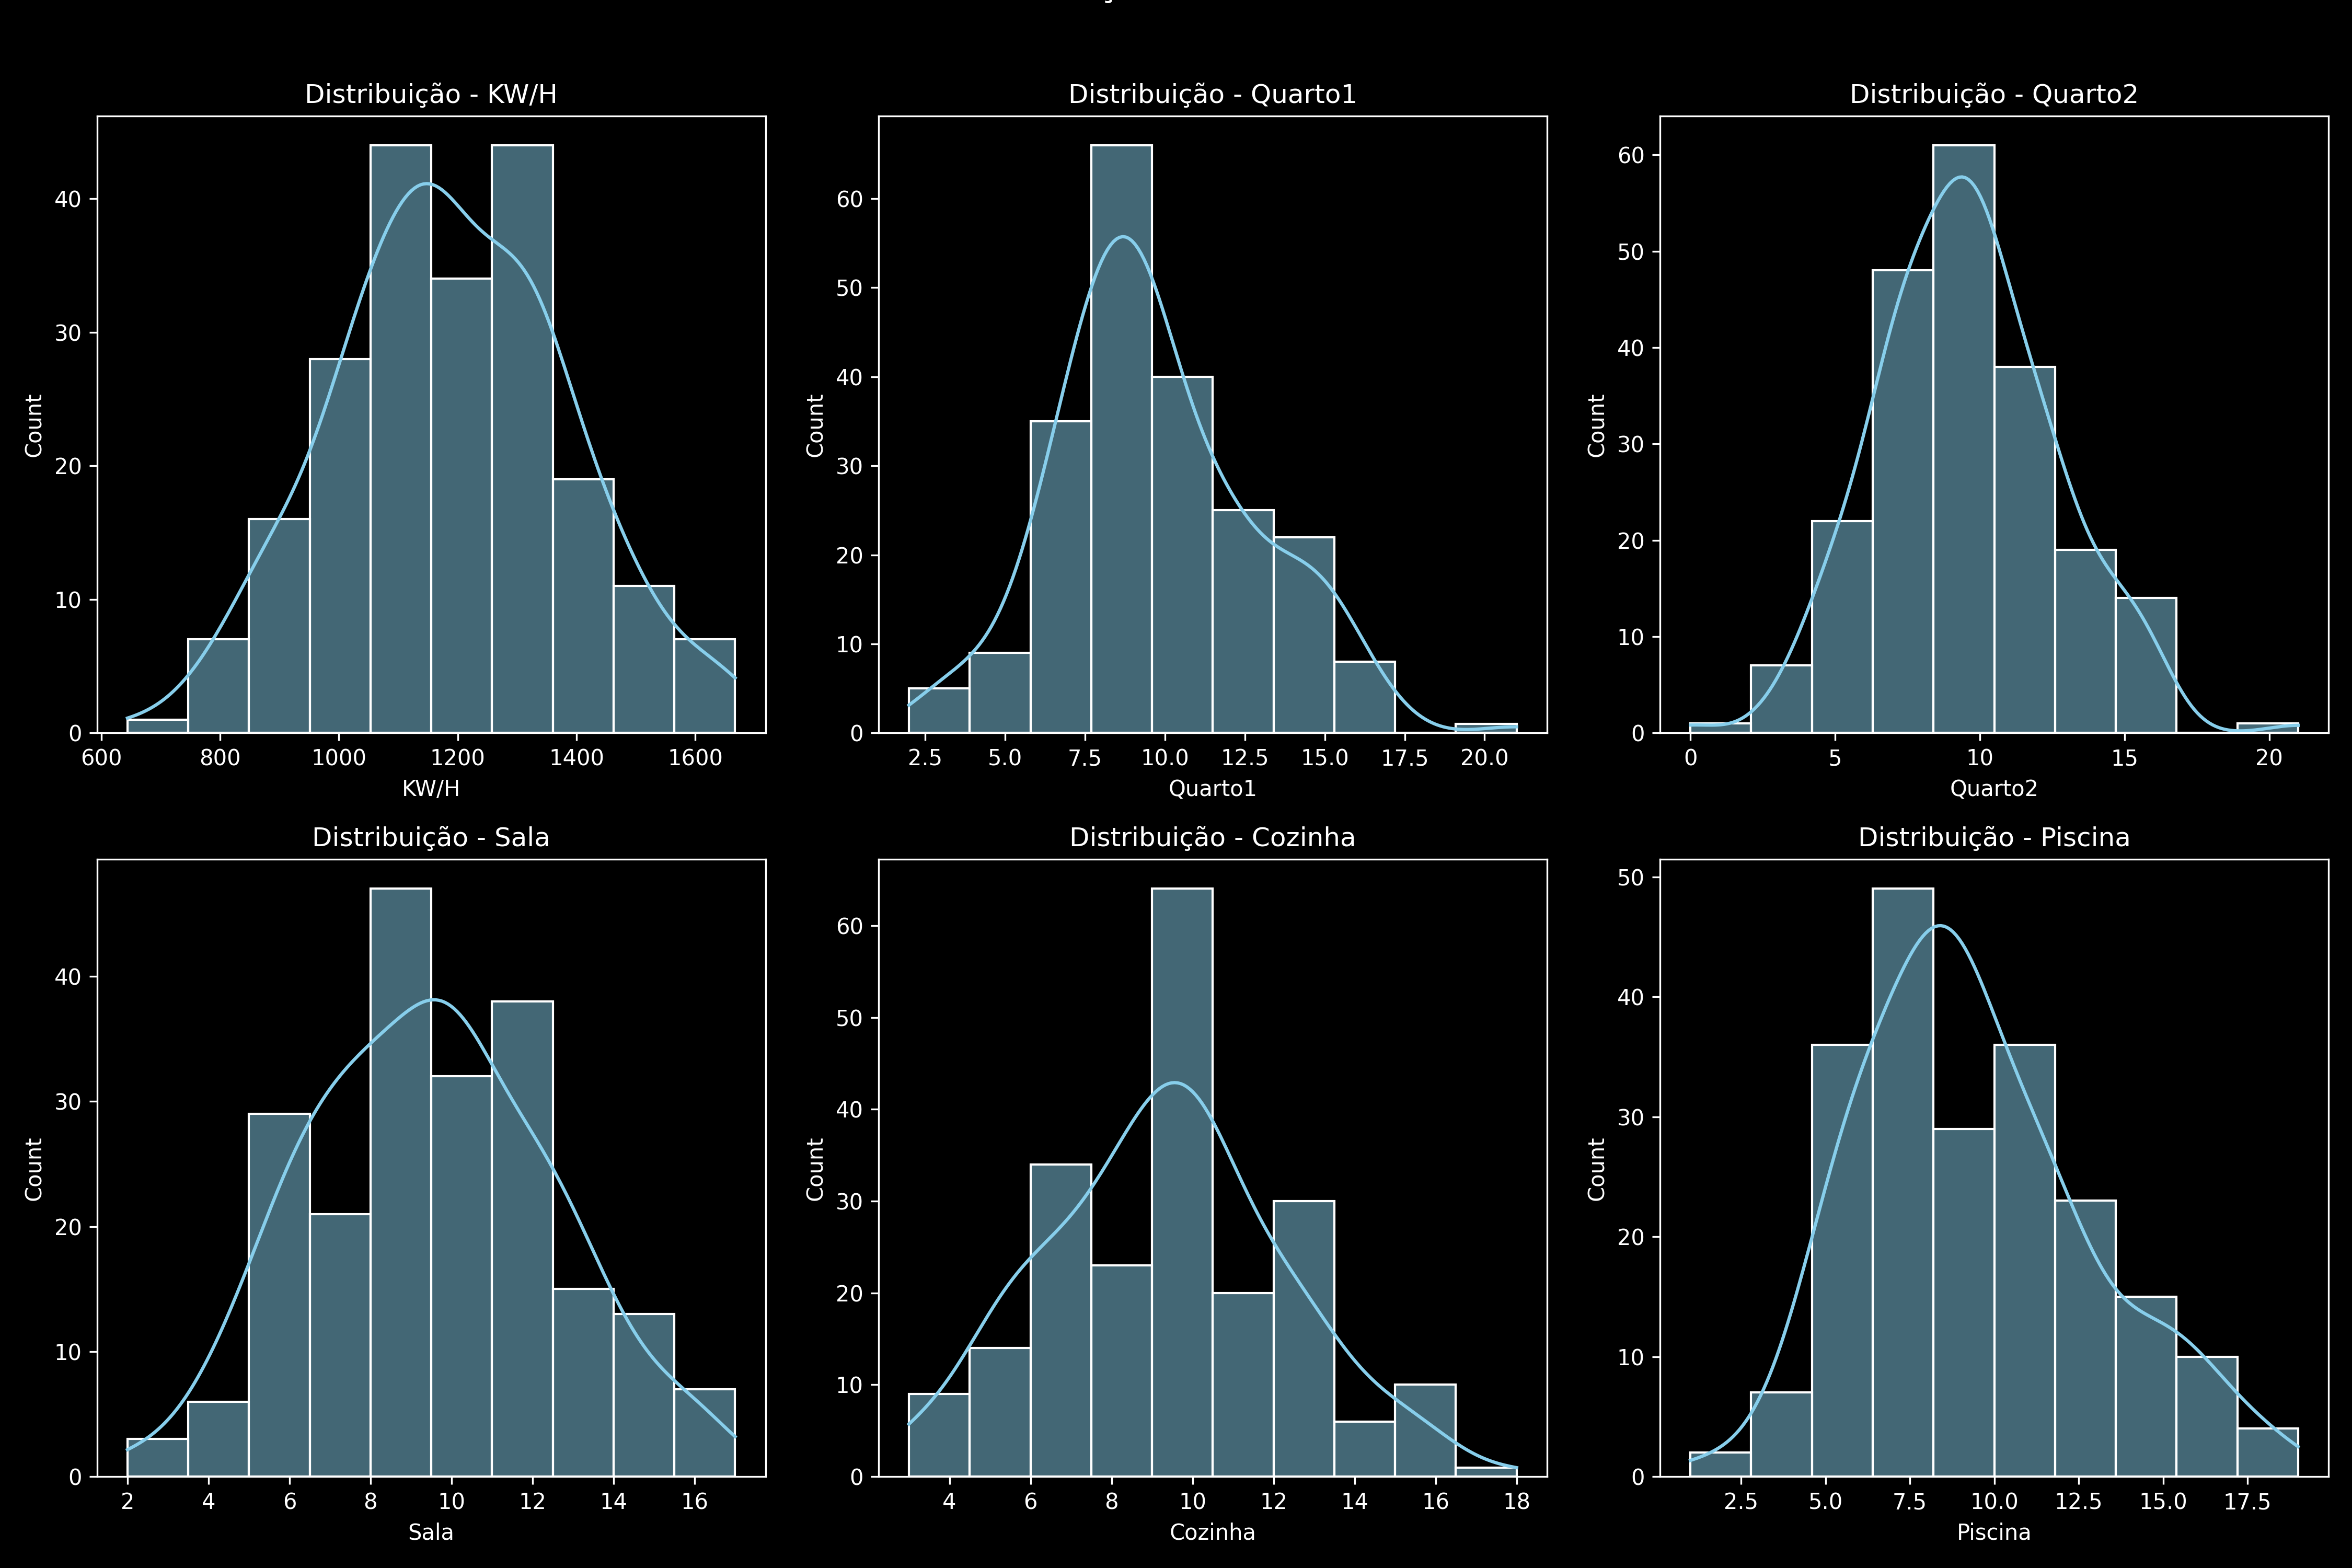 Distribuição - KW/H
Count
40
30
20
10
0
600 800 1000 1200 1400 1600
KW/H
Distribuição - Quarto1
Count
60
50
40
30
20
10
0
2.5 5.0 7.5 10.0 12.5 15.0 17.5 20.0
Quarto1
Distribuição - Quarto2
Count
60
50
40
30
20
10
0
0 5 10 15 20
Quarto2
Distribuição - Sala
Count
40
30
20
10
0
2 4 6 8 10 12 14 16
Sala
Distribuição - Cozinha
Count
60
50
40
30
20
10
0
4 6 8 10 12 14 16 18
Cozinha
Distribuição - Piscina
Count
50
40
30
20
10
0
2.5 5.0 7.5 10.0 12.5 15.0 17.5
Piscina